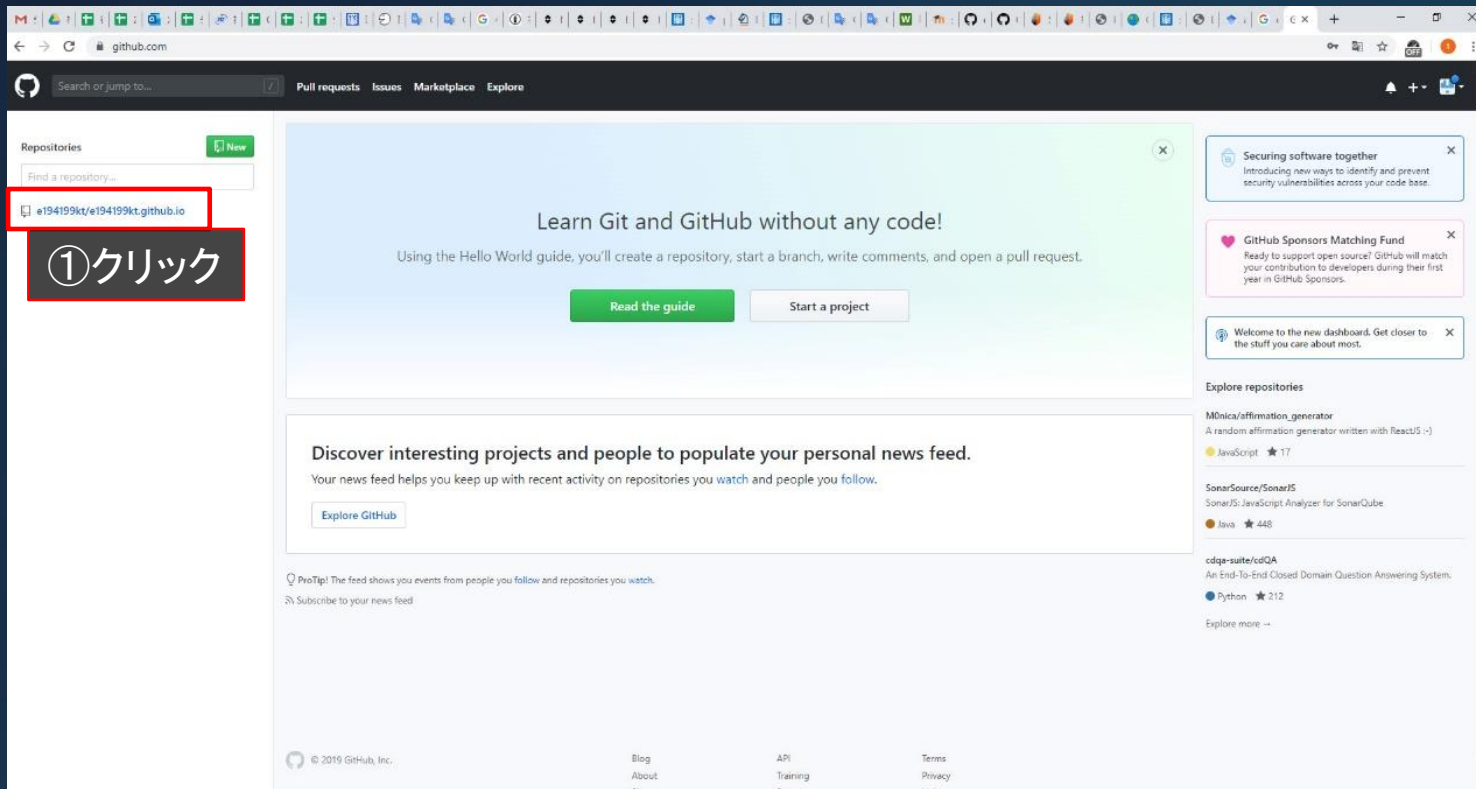 github.com
OFF
Search or jump to...
/
Pull requests Issues Marketplace Explore
Repositories
New
Find a repository...
e194199kt/e194199kt.github.io
①クリック
Learn Git and GitHub without any code!
Using the Hello World guide, you'll create a repository, start a branch, write comments, and open a pull request.
Read the guide
Start a project
Discover interesting projects and people to populate your personal news feed.
Your news feed helps you keep up with recent activity on repositories you watch and people you follow.
Explore GitHub
ProTip! The feed shows you events from people you follow and repositories you watch.
Subscribe to your news feed
Securing software together
Introducing new ways to identify and prevent
security vulnerabilities across your code base.
GitHub Sponsors Matching Fund
Ready to support open source? GitHub will match
your contribution to developers during their first
year in GitHub Sponsors.
Welcome to the new dashboard. Get closer to
the stuff you care about most.
Explore repositories
M0nica/affirmation_generator
A random affirmation generator written with ReactJS :-)
JavaScript ★ 17
SonarSource/SonarJS
SonarJS: JavaScript Analyzer for SonarQube
Java ★ 448
cdqa-suite/cdQA
An End-To-End Closed Domain Question Answering System.
Python ★ 212
Explore more →
© 2019 GitHub, Inc.
Blog
About
API
Training
Terms
Privacy